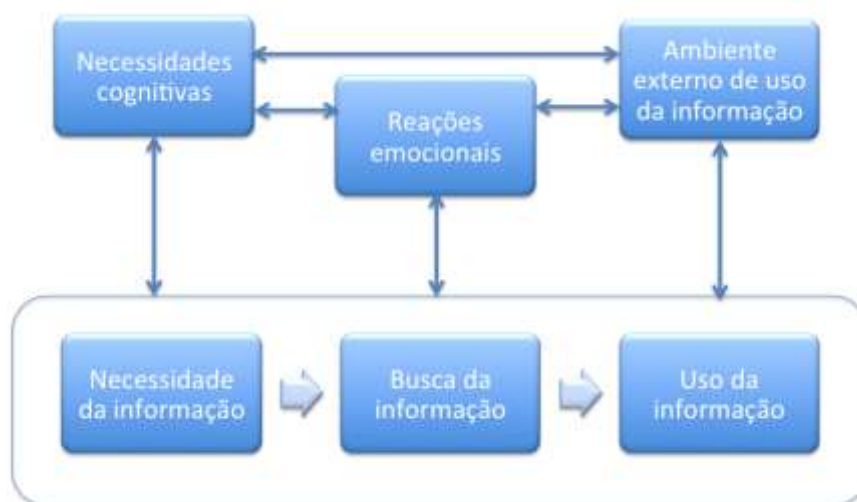 Necessidades
cognitivas
Reações
emocionais
Ambiente
externo de uso
da informação
Necessidade
da informação
Busca da
informação
Uso da
informação